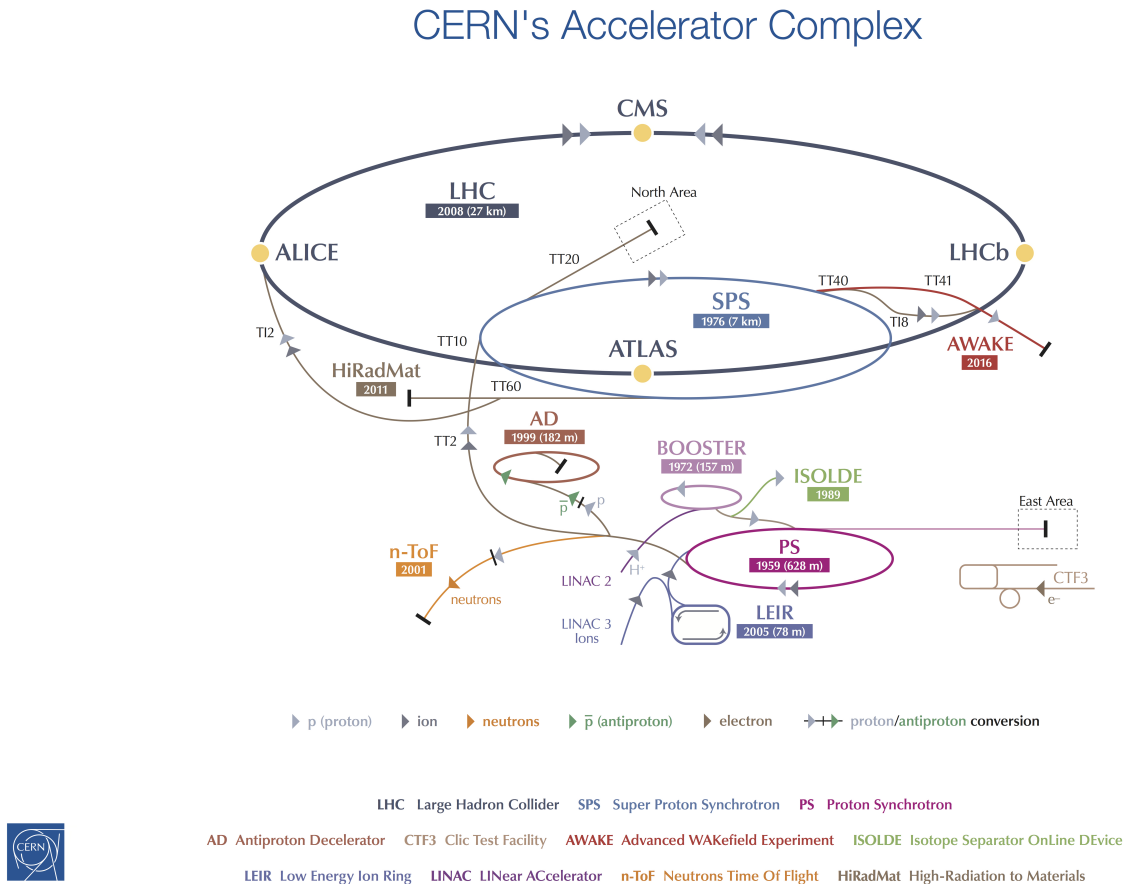 CERN's Accelerator Complex
CMS
LHC
2008 (27 km)
North Area
ALICE
LHCb
TT20
TT40
TT41
SPS
1976 (7 km)
TI8
TI2
TT10
ATLAS
AWAKE
2016
HiRadMat
2011
TT60
AD
1999 (182 m)
TT2
BOOSTER
1972 (157 m)
ISOLDE
1989
p̅
p
East Area
n-ToF
2001
neutrons
H⁺
LINAC 2
PS
1959 (628 m)
CTF3
e⁻
LINAC 3
Ions
LEIR
2005 (78 m)
p (proton) ion neutrons p̅ (antiproton) electron proton/antiproton conversion
LHC Large Hadron Collider SPS Super Proton Synchrotron PS Proton Synchrotron
AD Antiproton Decelerator CTF3 Clic Test Facility AWAKE Advanced WAKefield Experiment ISOLDE Isotope Separator OnLine DEvice
LEIR Low Energy Ion Ring LINAC LINear ACcelerator n-ToF Neutrons Time Of Flight HiRadMat High-Radiation to Materials
CERN